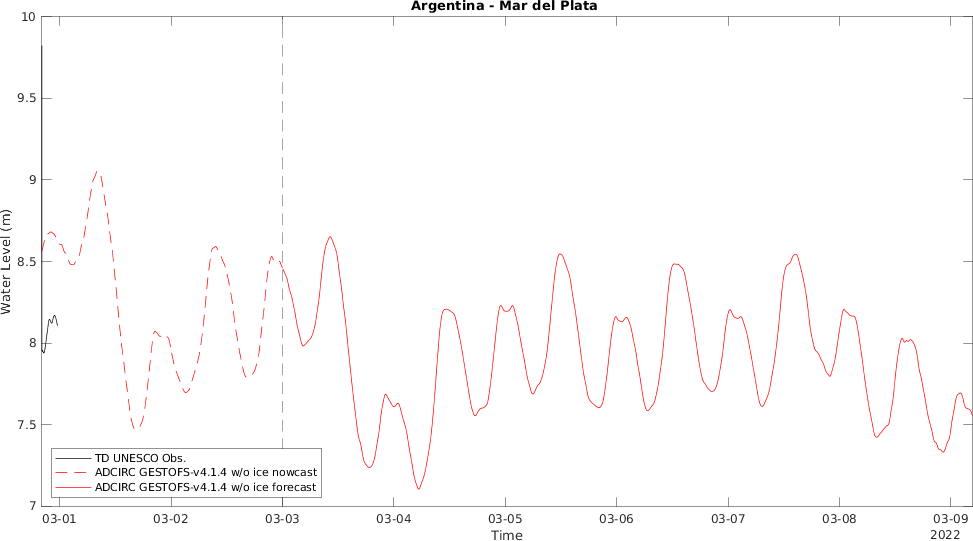 Argentina - Mar del Plata
10
9.5
9
8.5
8
7.5
7
Water Level (m)
TD UNESCO Obs.
ADCIRC GESTOFS-v4.1.4 w/o ice nowcast
ADCIRC GESTOFS-v4.1.4 w/o ice forecast
03-01 03-02 03-03 03-04 03-05 03-06 03-07 03-08 03-09
Time 2022